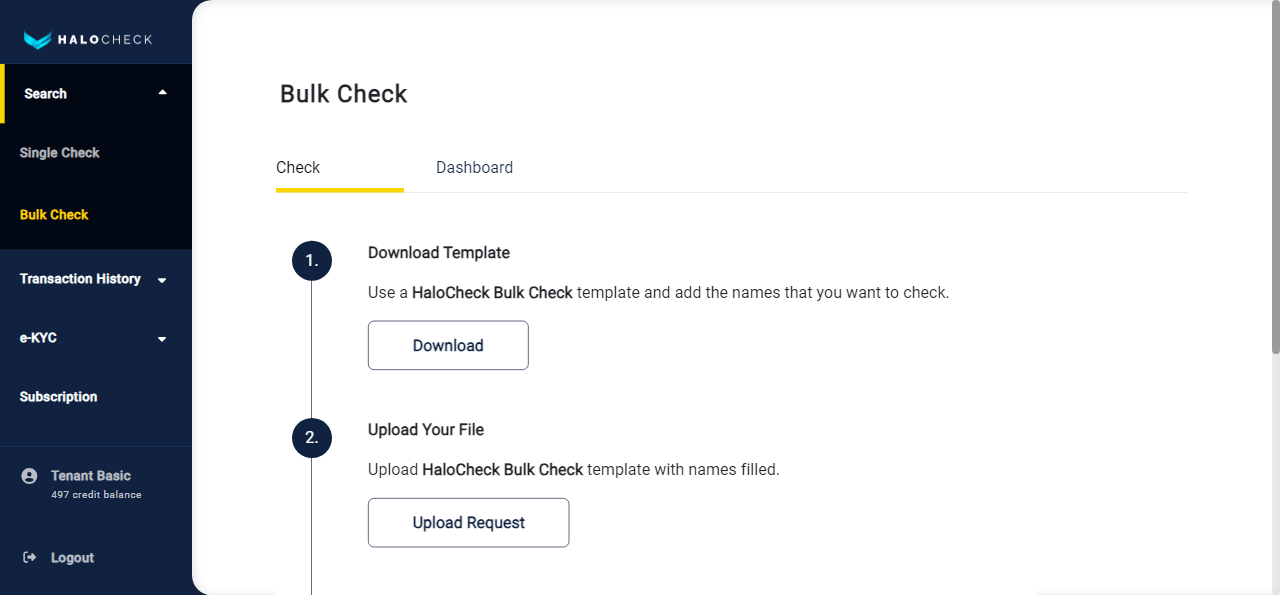 HALOCHECK
Search
Single Check
Bulk Check
Transaction History
e-KYC
Subscription
Tenant Basic
497 credit balance
Logout
Bulk Check
Check Dashboard
1.
Download Template
Use a HaloCheck Bulk Check template and add the names that you want to check.
Download
2.
Upload Your File
Upload HaloCheck Bulk Check template with names filled.
Upload Request